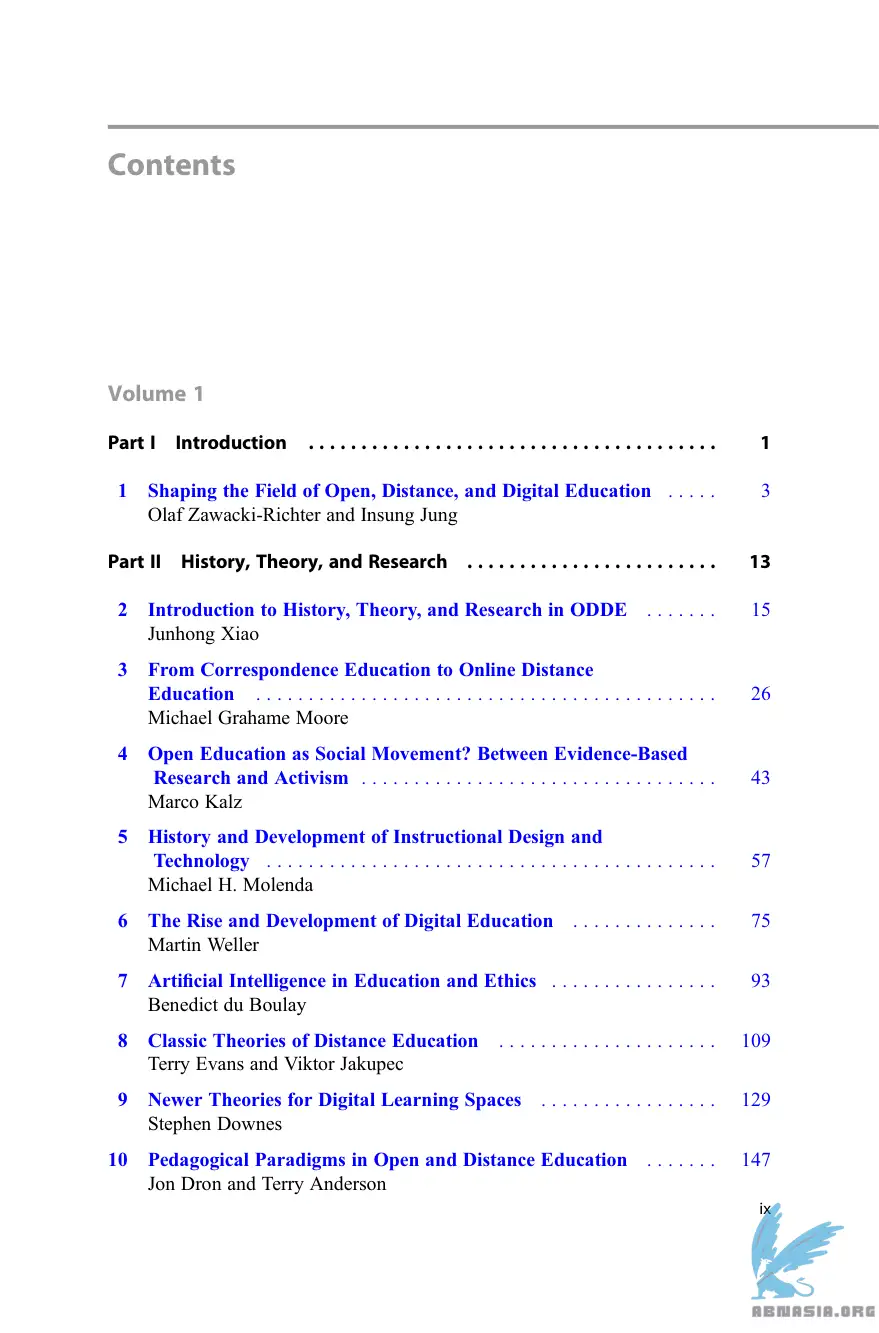 Contents
Volume 1
Part I Introduction . . . . . . . . . . . . . . . . . . . . . . . . . . . . . . . . . . . . . . . 1
1 Shaping the Field of Open, Distance, and Digital Education . . . . . 3
Olaf Zawacki-Richter and Insung Jung
Part II History, Theory, and Research . . . . . . . . . . . . . . . . . . . . . . . . 13
2 Introduction to History, Theory, and Research in ODDE . . . . . . . 15
Junhong Xiao
3 From Correspondence Education to Online Distance
Education . . . . . . . . . . . . . . . . . . . . . . . . . . . . . . . . . . . . . . . . . . . . 26
Michael Grahame Moore
4 Open Education as Social Movement? Between Evidence-Based
Research and Activism . . . . . . . . . . . . . . . . . . . . . . . . . . . . . . . . . . 43
Marco Kalz
5 History and Development of Instructional Design and
Technology . . . . . . . . . . . . . . . . . . . . . . . . . . . . . . . . . . . . . . . . . . . 57
Michael H. Molenda
6 The Rise and Development of Digital Education . . . . . . . . . . . . . . 75
Martin Weller
7 Artificial Intelligence in Education and Ethics . . . . . . . . . . . . . . . . 93
Benedict du Boulay
8 Classic Theories of Distance Education . . . . . . . . . . . . . . . . . . . . . 109
Terry Evans and Viktor Jakupec
9 Newer Theories for Digital Learning Spaces . . . . . . . . . . . . . . . . . 129
Stephen Downes
10 Pedagogical Paradigms in Open and Distance Education . . . . . . . 147
Jon Dron and Terry Anderson
ix
ABNASIA.ORG